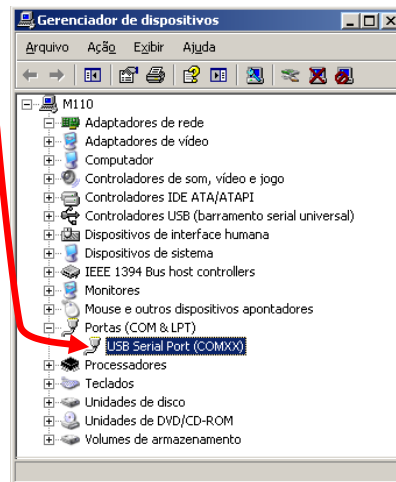 Gerenciador de dispositivos
Arquivo Ação Exibir Ajuda
M110
Adaptadores de rede
Adaptadores de vídeo
Computador
Controladores de som, vídeo e jogo
Controladores IDE ATA/ATAPI
Controladores USB (barramento serial universal)
Dispositivos de interface humana
Dispositivos de sistema
IEEE 1394 Bus host controllers
Monitores
Mouse e outros dispositivos apontadores
Portas (COM & LPT)
USB Serial Port (COMXX)
Processadores
Teclados
Unidades de disco
Unidades de DVD/CD-ROM
Volumes de armazenamento